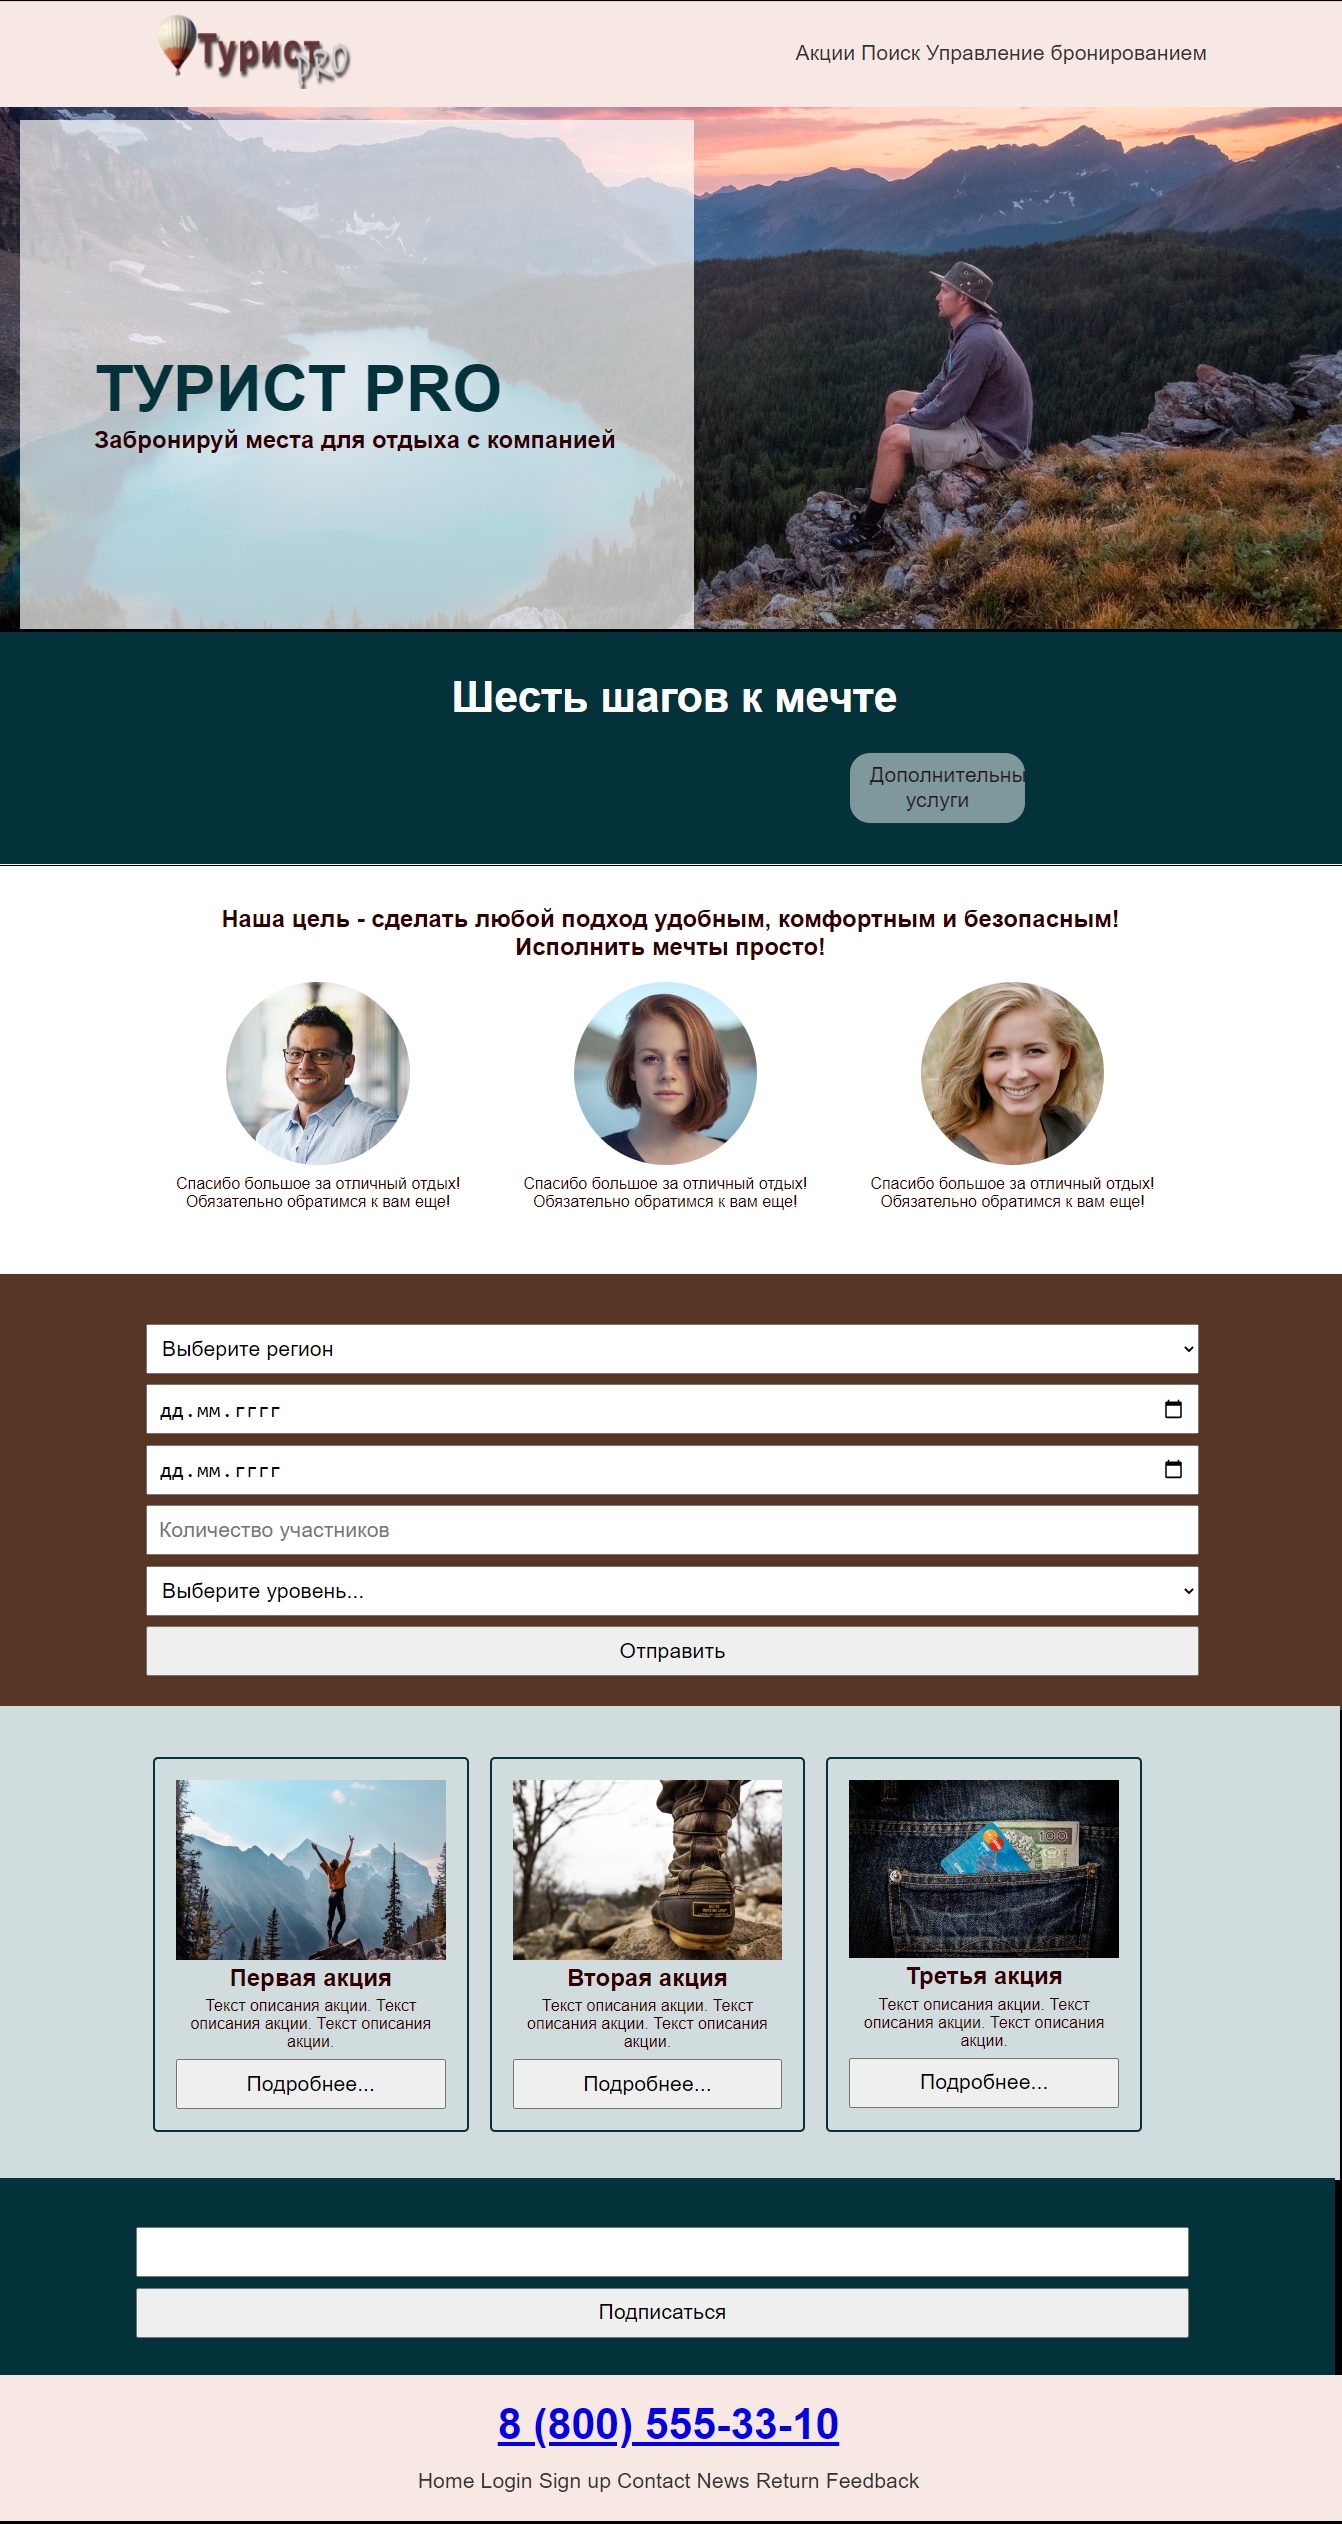 Турист
PRO
Акции Поиск Управление бронированием
ТУРИСТ PRO
Забронируй места для отдыха с компанией
Шесть шагов к мечте
Дополнительны
услуги
Наша цель - сделать любой подход удобным, комфортным и безопасным!
Исполнить мечты просто!
Спасибо большое за отличный отдых!
Обязательно обратимся к вам еще!
Спасибо большое за отличный отдых!
Обязательно обратимся к вам еще!
Спасибо большое за отличный отдых!
Обязательно обратимся к вам еще!
Выберите регион
дд.мм.гггг
дд.мм.гггг
Количество участников
Выберите уровень...
Отправить
100
Первая акция
Текст описания акции. Текст
описания акции. Текст описания
акции.
Подробнее...
Вторая акция
Текст описания акции. Текст
описания акции. Текст описания
акции.
Подробнее...
Третья акция
Текст описания акции. Текст
описания акции. Текст описания
акции.
Подробнее...
Подписаться
8 (800) 555-33-10
Home Login Sign up Contact News Return Feedback